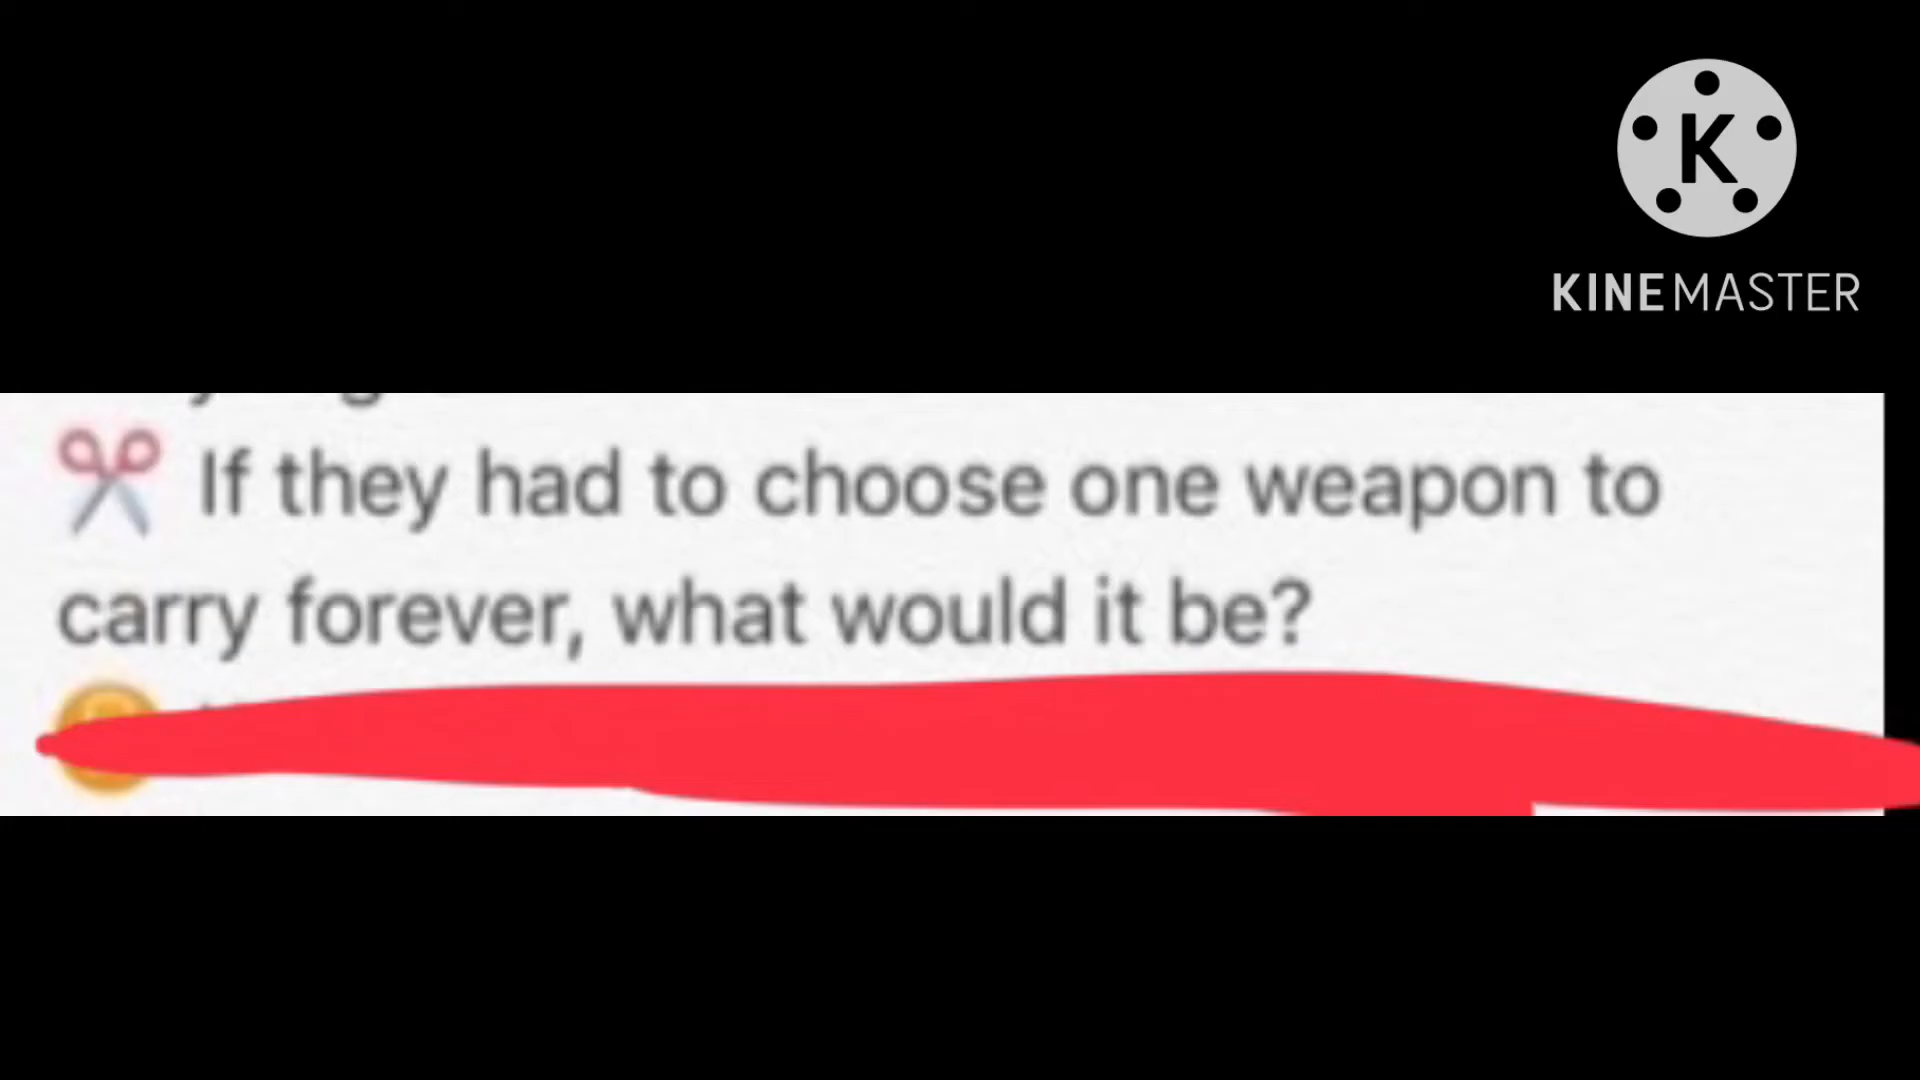 K
KINEMASTER
✂️ If they had to choose one weapon to
carry forever, what would it be?